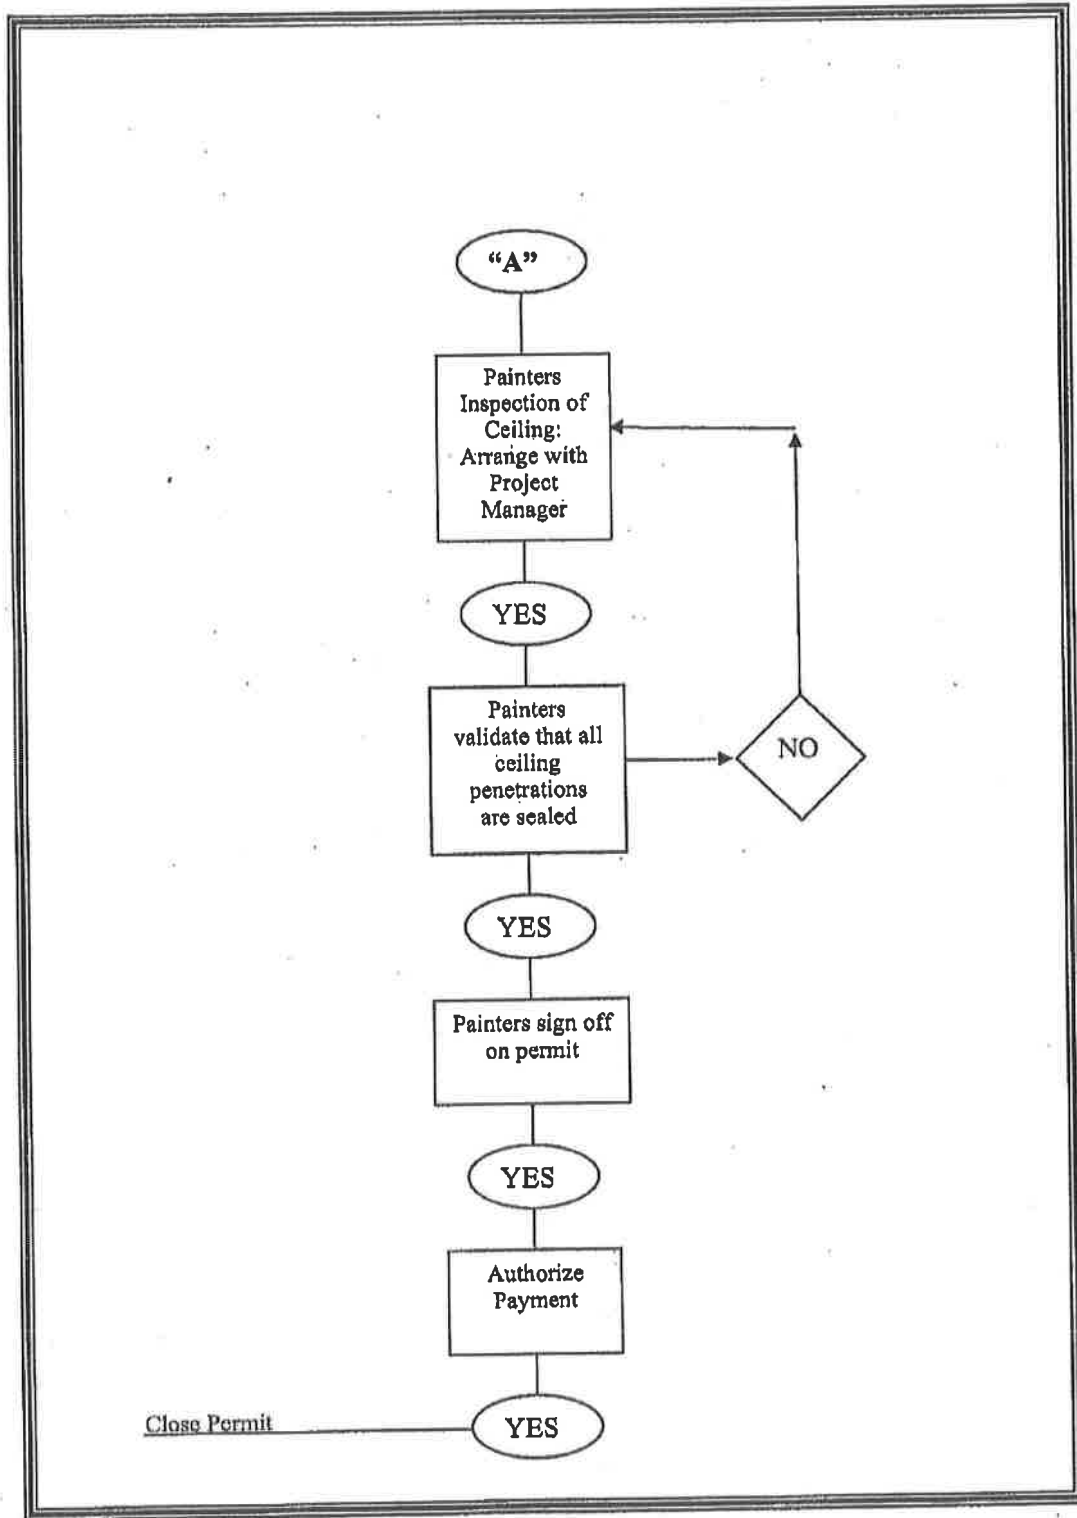 “A”
Painters
Inspection of
Ceiling:
Arrange with
Project
Manager
YES
Painters
validate that all
ceiling
penetrations
are sealed
NO
YES
Painters sign off
on permit
YES
Authorize
Payment
Close Permit
YES